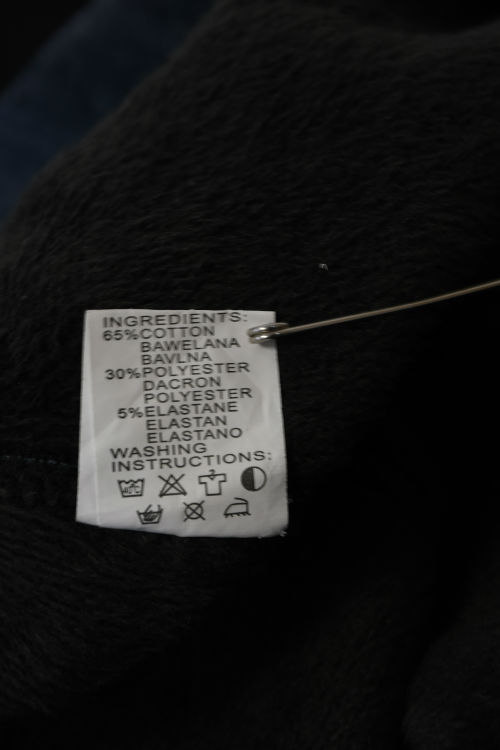 INGREDIENTS:
65%COTTON
BAWELANA
BAVLNA
30%POLYESTER
DACRON
POLYESTER
5%ELASTANE
ELASTAN
ELASTANO
WASHING
INSTRUCTIONS: